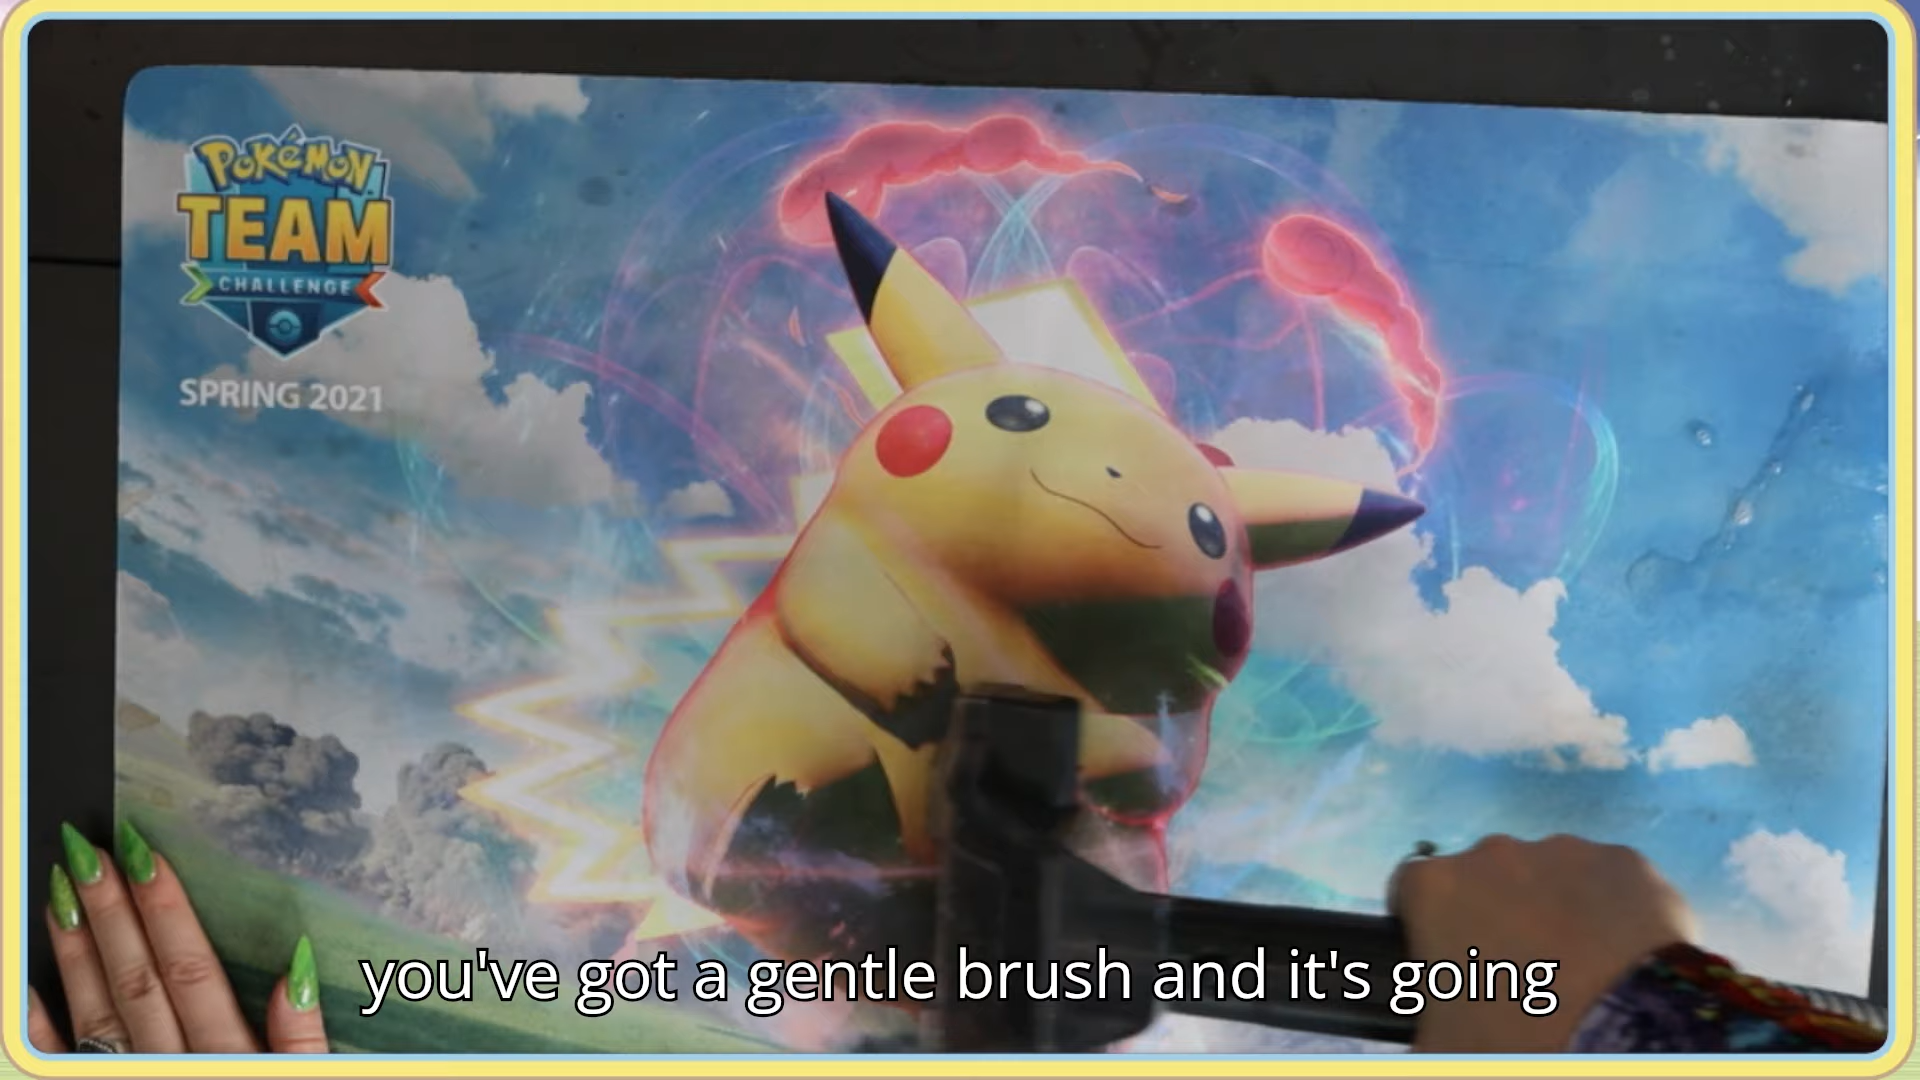 POKÉMON
TEAM
CHALLENGE
SPRING 2021
you've got a gentle brush and it's going